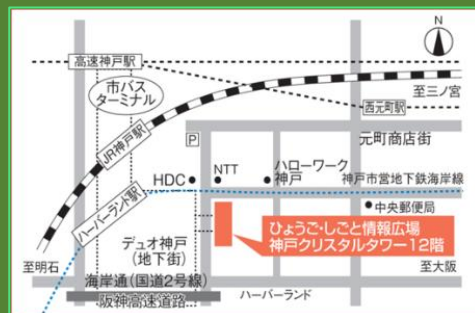 N
高速神戸駅
市バス
ターミナル
至三ノ宮
西元町駅
元町商店街
P
JR神戸駅
HDC
NTT
ハローワーク
神戸
神戸市営地下鉄海岸線
ハーバーランド駅
中央郵便局
ひょうご・しごと情報広場
神戸クリスタルタワー12階
デュオ神戸
(地下街)
至明石
至大阪
海岸通(国道2号線)
阪神高速道路
ハーバーランド